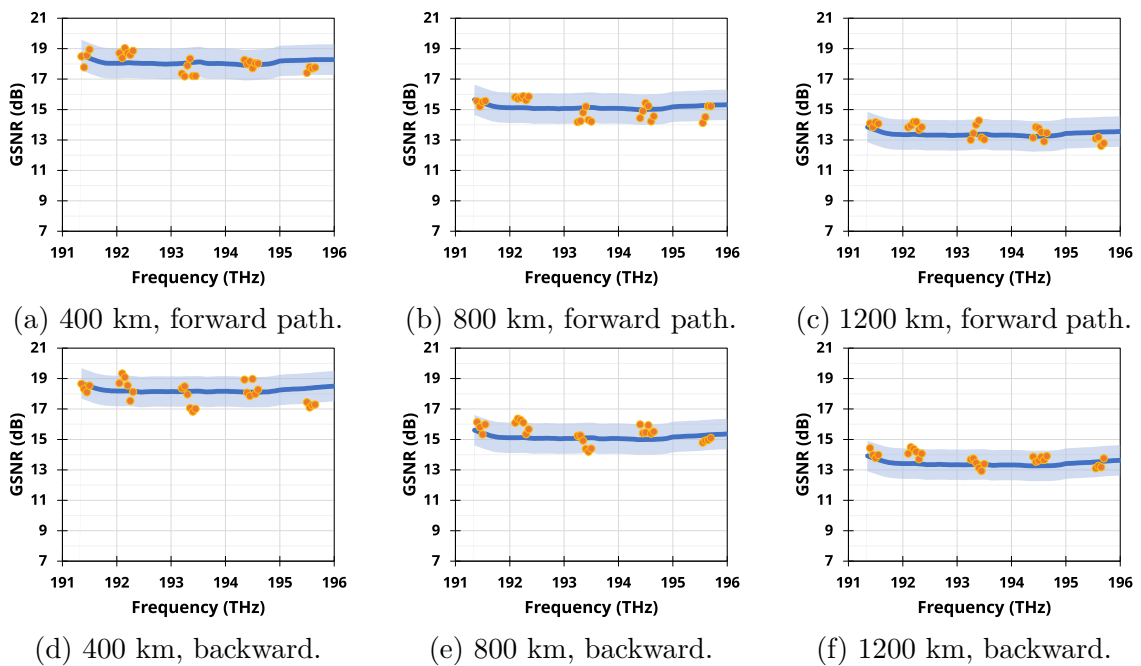 21
19
17
15
13
11
9
7
GSNR (dB)
191 192 193 194 195 196
Frequency (THz)
(a) 400 km, forward path.
21
19
17
15
13
11
9
7
GSNR (dB)
191 192 193 194 195 196
Frequency (THz)
(b) 800 km, forward path.
21
19
17
15
13
11
9
7
GSNR (dB)
191 192 193 194 195 196
Frequency (THz)
(c) 1200 km, forward path.
21
19
17
15
13
11
9
7
GSNR (dB)
191 192 193 194 195 196
Frequency (THz)
(d) 400 km, backward.
21
19
17
15
13
11
9
7
GSNR (dB)
191 192 193 194 195 196
Frequency (THz)
(e) 800 km, backward.
21
19
17
15
13
11
9
7
GSNR (dB)
191 192 193 194 195 196
Frequency (THz)
(f) 1200 km, backward.